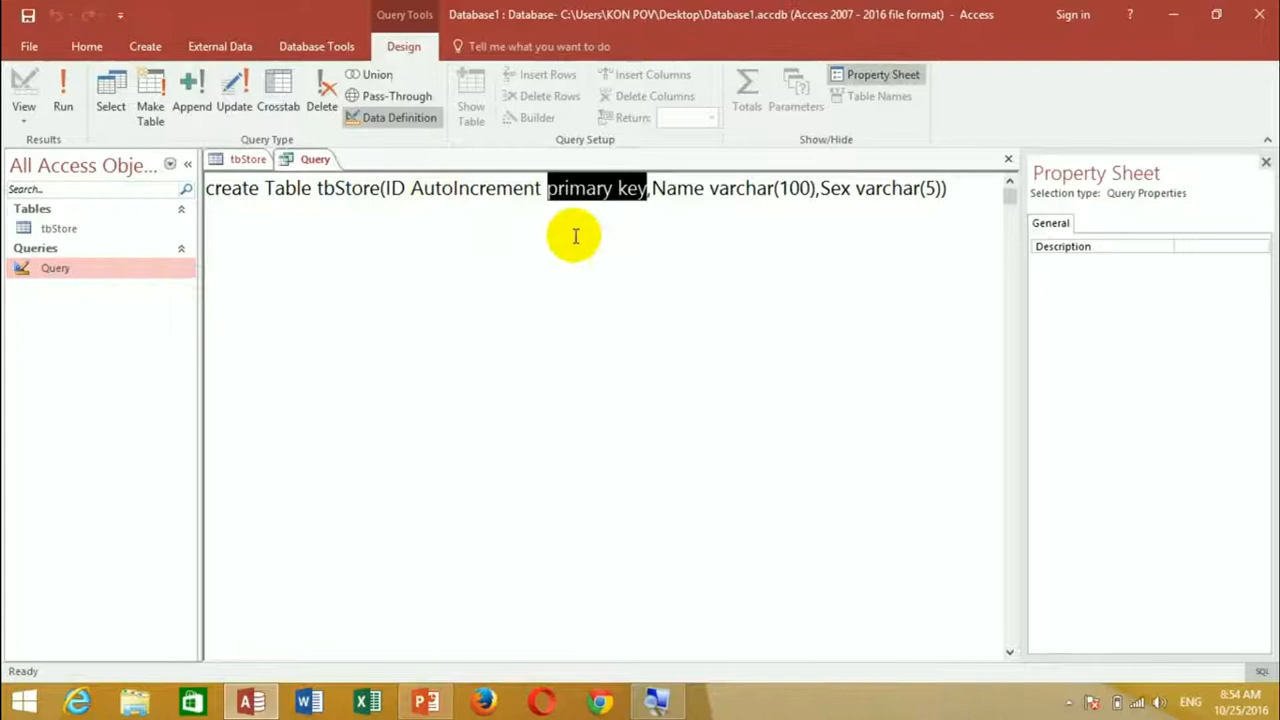 Query Tools
Database1 : Database- C:\Users\KON POV\Desktop\Database1.accdb (Access 2007 - 2016 file format) - Access
Sign in
?
File
Home
Create
External Data
Database Tools
Design
Tell me what you want to do
View
Run
Select
Make Table
Append
Update
Crosstab
Delete
Union
Pass-Through
Data Definition
Show Table
Insert Rows
Delete Rows
Builder
Insert Columns
Delete Columns
Return:
Totals
Parameters
Property Sheet
Table Names
Results
Query Type
Query Setup
Show/Hide
All Access Obje...
Search...
Tables
tbStore
Queries
Query
tbStore
Query
create Table tbStore(ID AutoIncrement primary key,Name varchar(100),Sex varchar(5))
Property Sheet
Selection type: Query Properties
General
Description
Ready
SQL
ENG
8:54 AM
10/25/2016